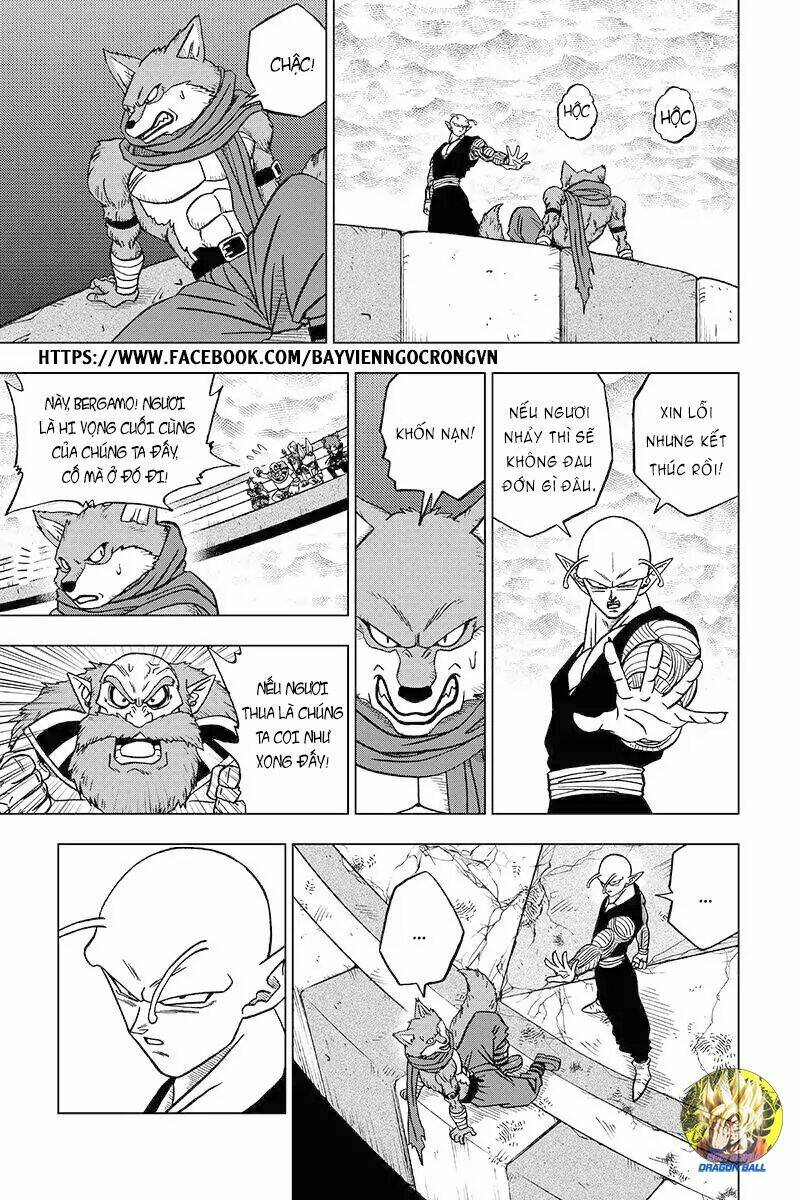 HỘC
HỘC
CHẬC!
HTTPS://WWW.FACEBOOK.COM/BAYVIENNGOCRONGVN
XIN LỖI
NHƯNG KẾT
THÚC RỒI!
NẾU NGƯƠI
NHẢY THÌ SẼ
KHÔNG ĐAU
ĐỚN GÌ ĐÂU.
KHỐN NẠN!
NÀY, BERGAMO! NGƯƠI
LÀ HI VỌNG CUỐI CÙNG
CỦA CHÚNG TA ĐẤY,
CỐ MÀ Ở ĐÓ ĐI!
NẾU NGƯƠI
THUA LÀ CHÚNG
TA COI NHƯ
XONG ĐẤY!
...
...
DRAGON BALL